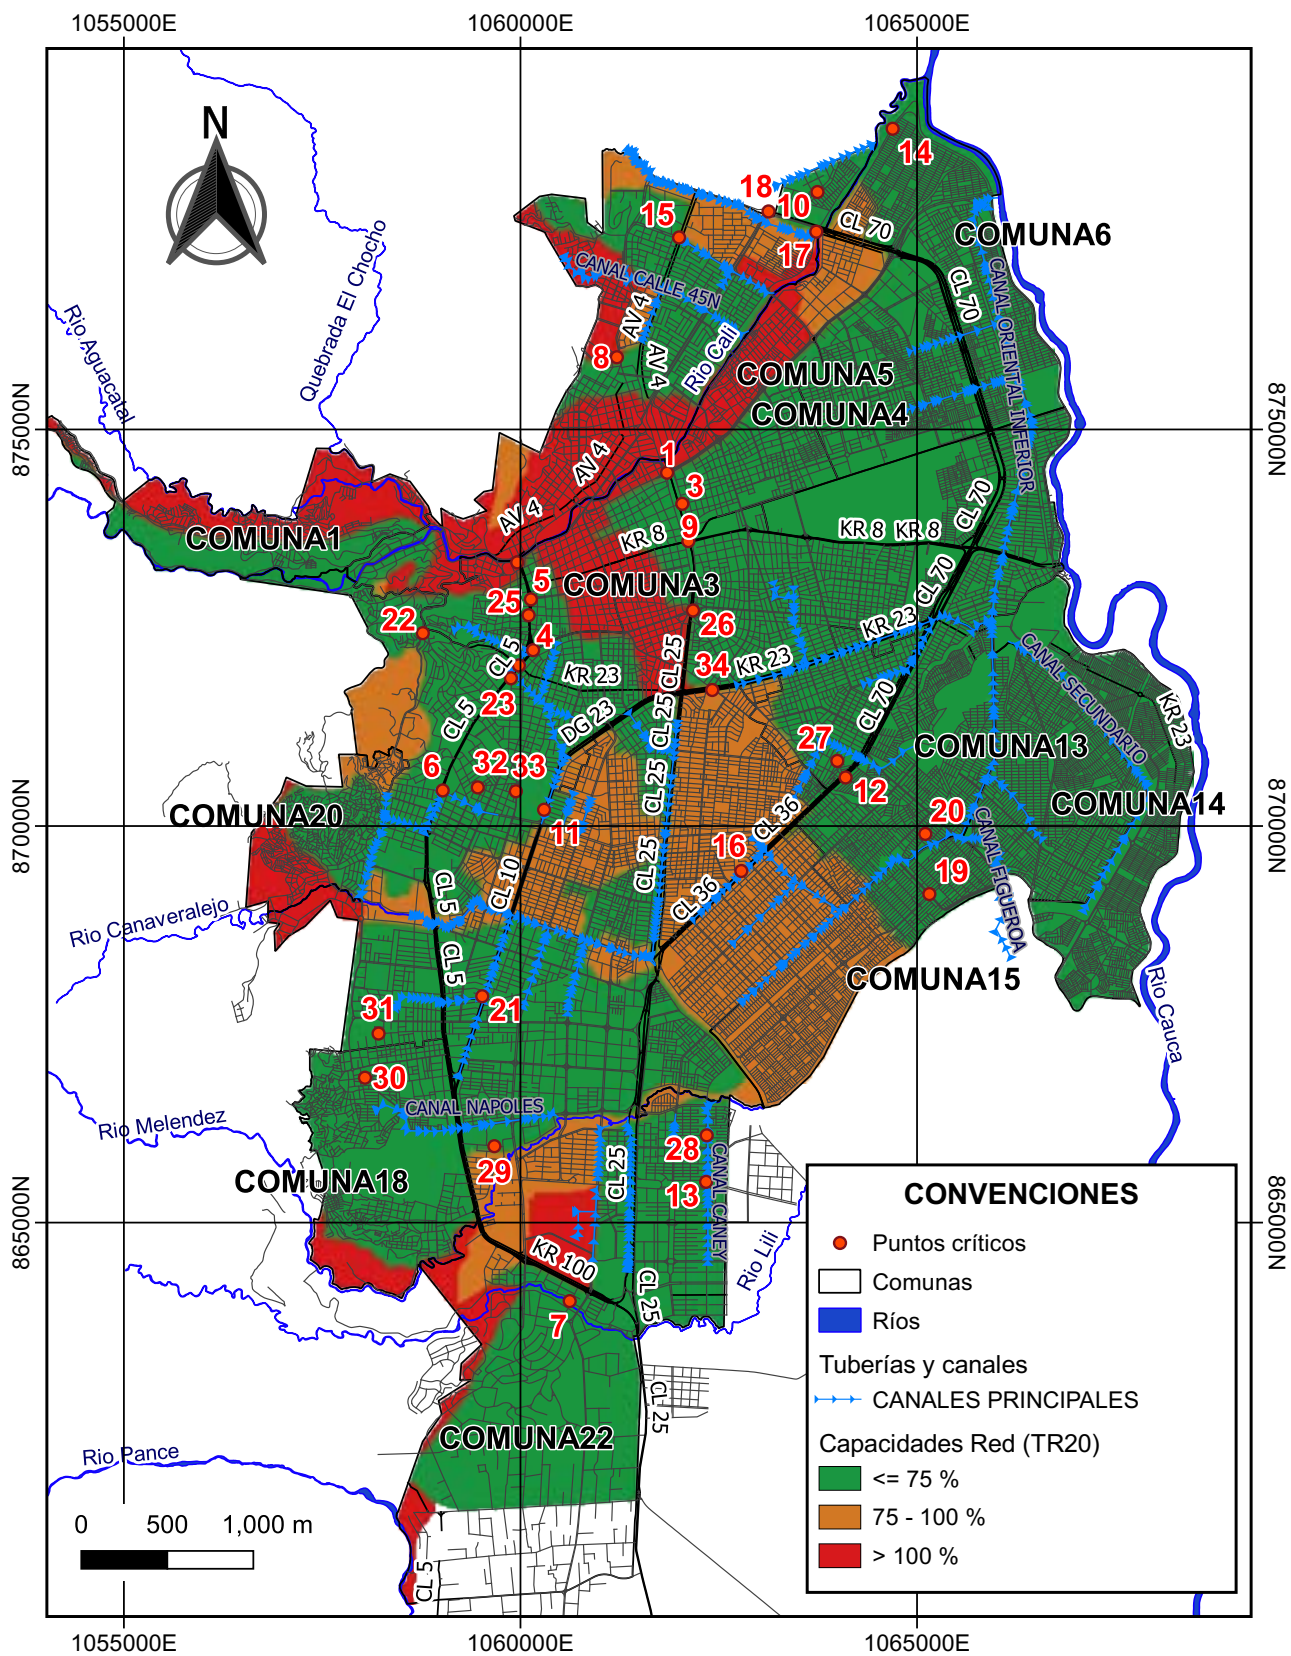 1055000E
1060000E
1065000E
N
14
18
10
15
17
CL 70
COMUNA6
CANAL CALLE 45N
CL 70
CANAL ORIENTAL INFERIOR
Quebrada El Chocho
Rio Aguacatal
AV 4
8
AV 4
Rio Cali
COMUNA5
COMUNA4
875000N
875000N
1
AV 4
3
CL 70
AV 4
9
KR 8
KR 8
KR 8
COMUNA1
CL 70
5
COMUNA3
25
22
26
KR 23
4
CL 5
CL 25
34
KR 23
KR 23
CANAL SECUNDARIO
23
CL 5
DG 23
CL 25
CL 70
KR 23
27
COMUNA13
6
32
33
CL 25
12
COMUNA14
COMUNA20
11
CL 36
20
CANAL FIGUEROA
870000N
870000N
16
CL 25
CL 10
CL 5
CL 36
19
Rio Canaveralejo
CL 5
COMUNA15
31
21
Rio Cauca
30
CANAL NAPOLES
Rio Melendez
28
29
CL 25
13
CANAL CANEY
COMUNA18
865000N
865000N
KR 100
Rio Lili
CL 25
7
CL 25
COMUNA22
Rio Pance
CL 5
0 500 1,000 m
CONVENCIONES
Puntos críticos
Comunas
Ríos
Tuberías y canales
CANALES PRINCIPALES
Capacidades Red (TR20)
<= 75 %
75 - 100 %
> 100 %
1055000E
1060000E
1065000E